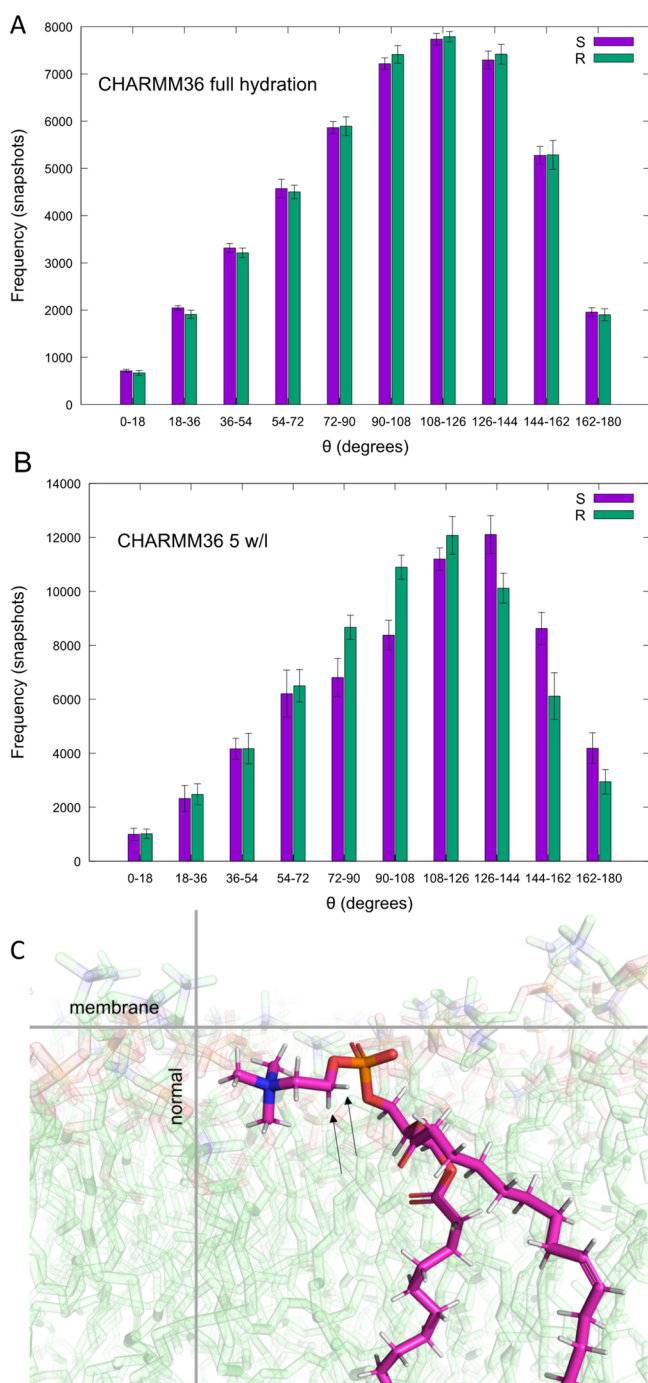 A
8000
7000
6000
5000
4000
3000
2000
1000
0
Frequency (snapshots)
CHARMM36 full hydration
S
R
0-18 18-36 36-54 54-72 72-90 90-108 108-126 126-144 144-162 162-180
θ (degrees)
B
14000
12000
10000
8000
6000
4000
2000
0
Frequency (snapshots)
CHARMM36 5 w/l
S
R
0-18 18-36 36-54 54-72 72-90 90-108 108-126 126-144 144-162 162-180
θ (degrees)
C
membrane
normal